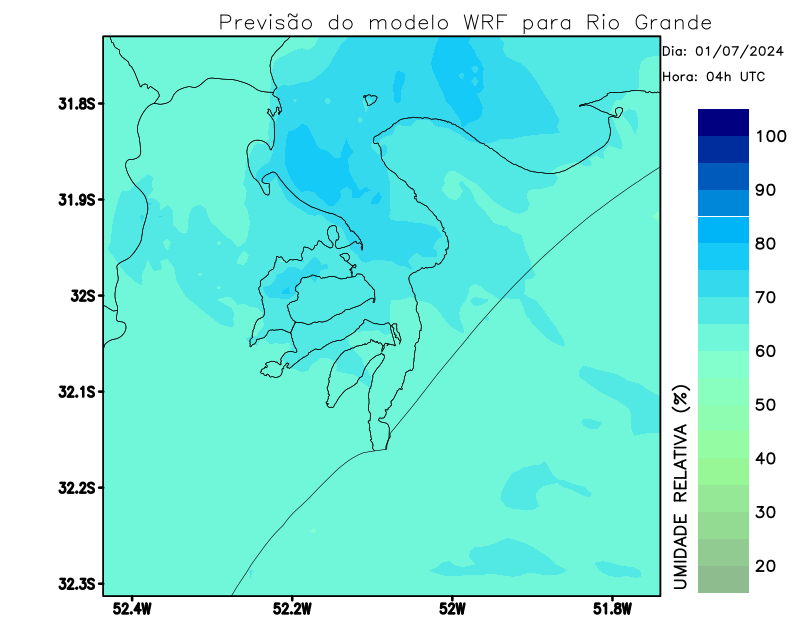 Previsão do modelo WRF para Rio Grande
Dia: 01/07/2024
Hora: 04h UTC
31.8S
31.9S
32S
32.1S
32.2S
32.3S
52.4W
52.2W
52W
51.8W
100
90
80
70
60
50
40
30
20
UMIDADE RELATIVA (%)